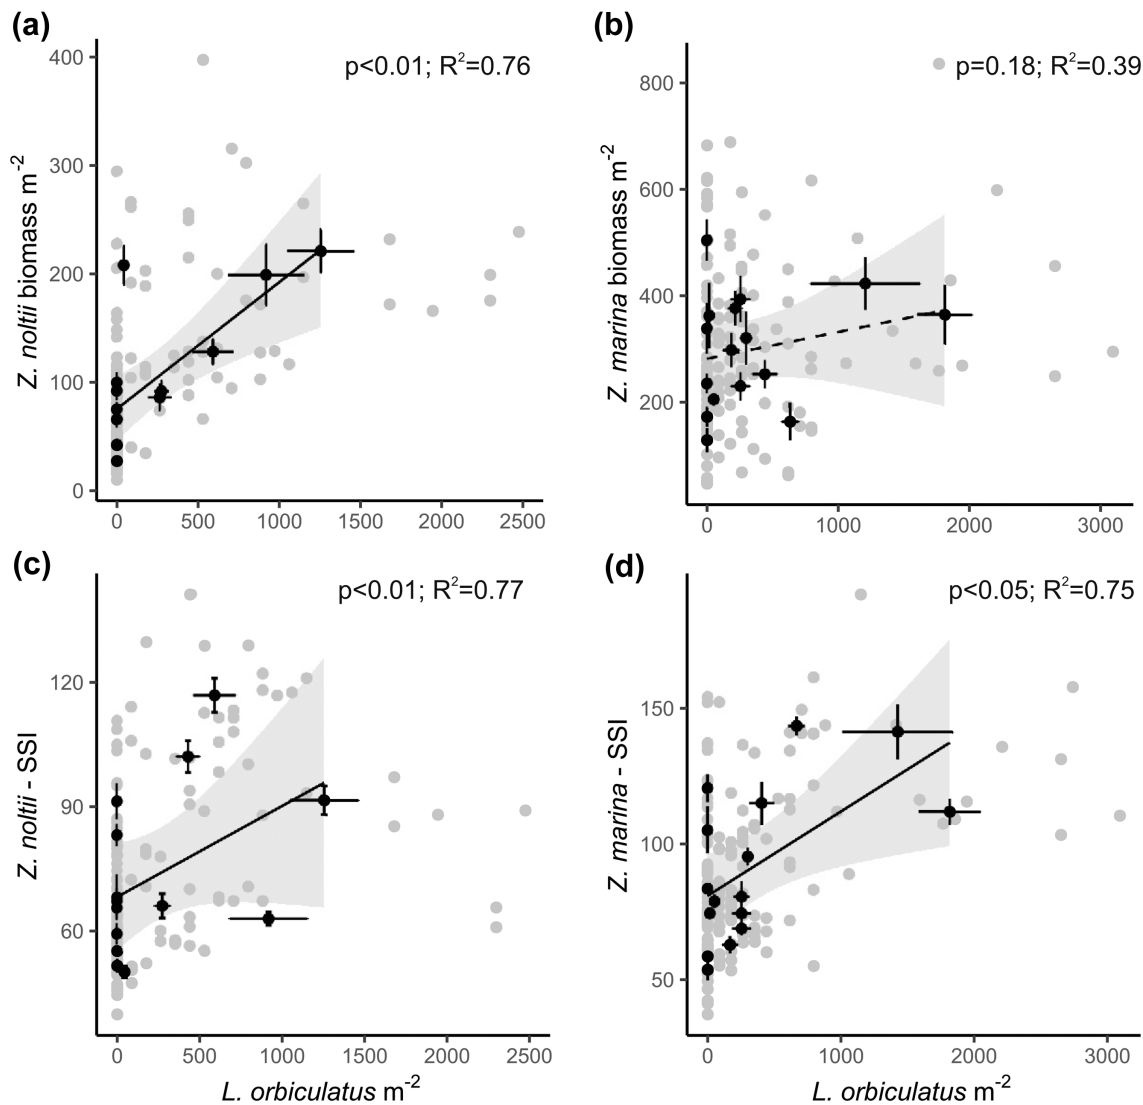 (a)
p<0.01; R²=0.76
Z. noltii biomass m⁻²
400
300
200
100
0
0 500 1000 1500 2000 2500
(b)
p=0.18; R²=0.39
Z. marina biomass m⁻²
800
600
400
200
0 1000 2000 3000
(c)
p<0.01; R²=0.77
Z. noltii - SSI
120
90
60
0 500 1000 1500 2000 2500
L. orbiculatus m⁻²
(d)
p<0.05; R²=0.75
Z. marina - SSI
150
100
50
0 1000 2000 3000
L. orbiculatus m⁻²